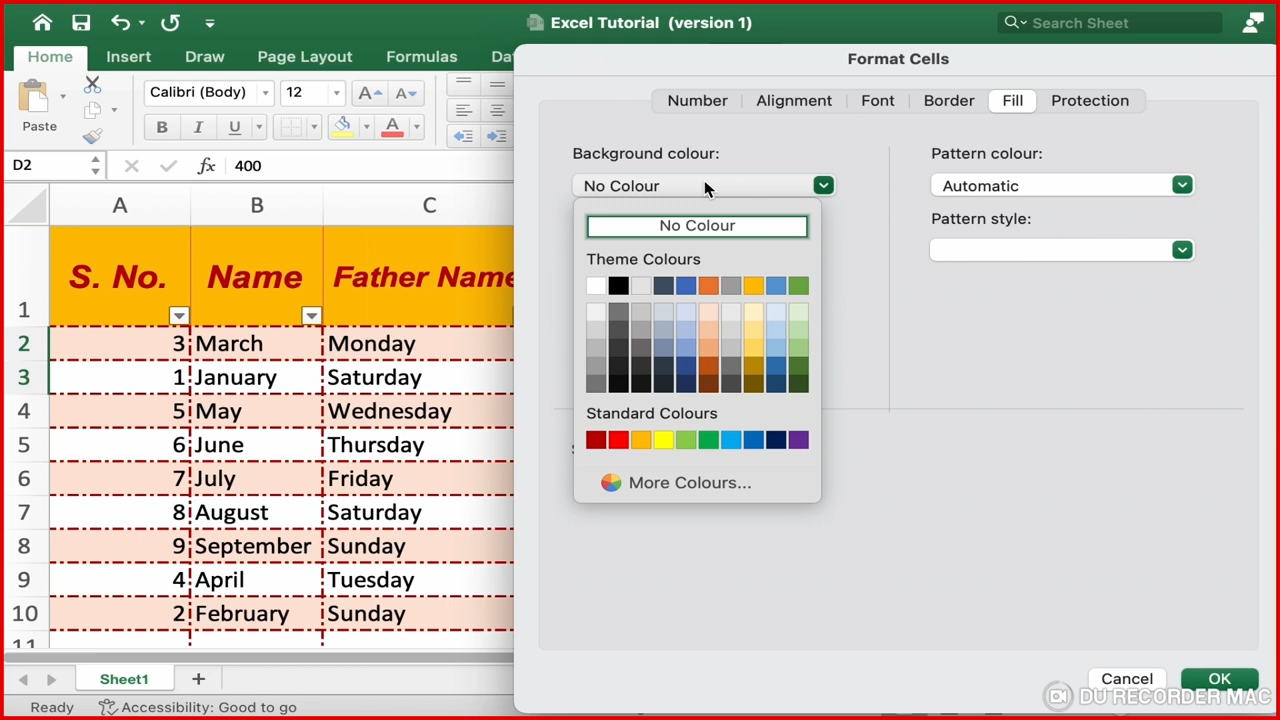 Excel Tutorial (version 1)
Search Sheet
Home Insert Draw Page Layout Formulas Da
Format Cells
Paste
Calibri (Body) 12 A A
B I U A
Number Alignment Font Border Fill Protection
D2 fx 400
Background colour:
No Colour
Pattern colour:
Automatic
Pattern style:
No Colour
Theme Colours
Standard Colours
More Colours...
A B C
1 S. No. Name Father Name
2 3 March Monday
3 1 January Saturday
4 5 May Wednesday
5 6 June Thursday
6 7 July Friday
7 8 August Saturday
8 9 September Sunday
9 4 April Tuesday
10 2 February Sunday
11
Sheet1 +
Ready Accessibility: Good to go
Cancel OK
DU RECORDER MAC